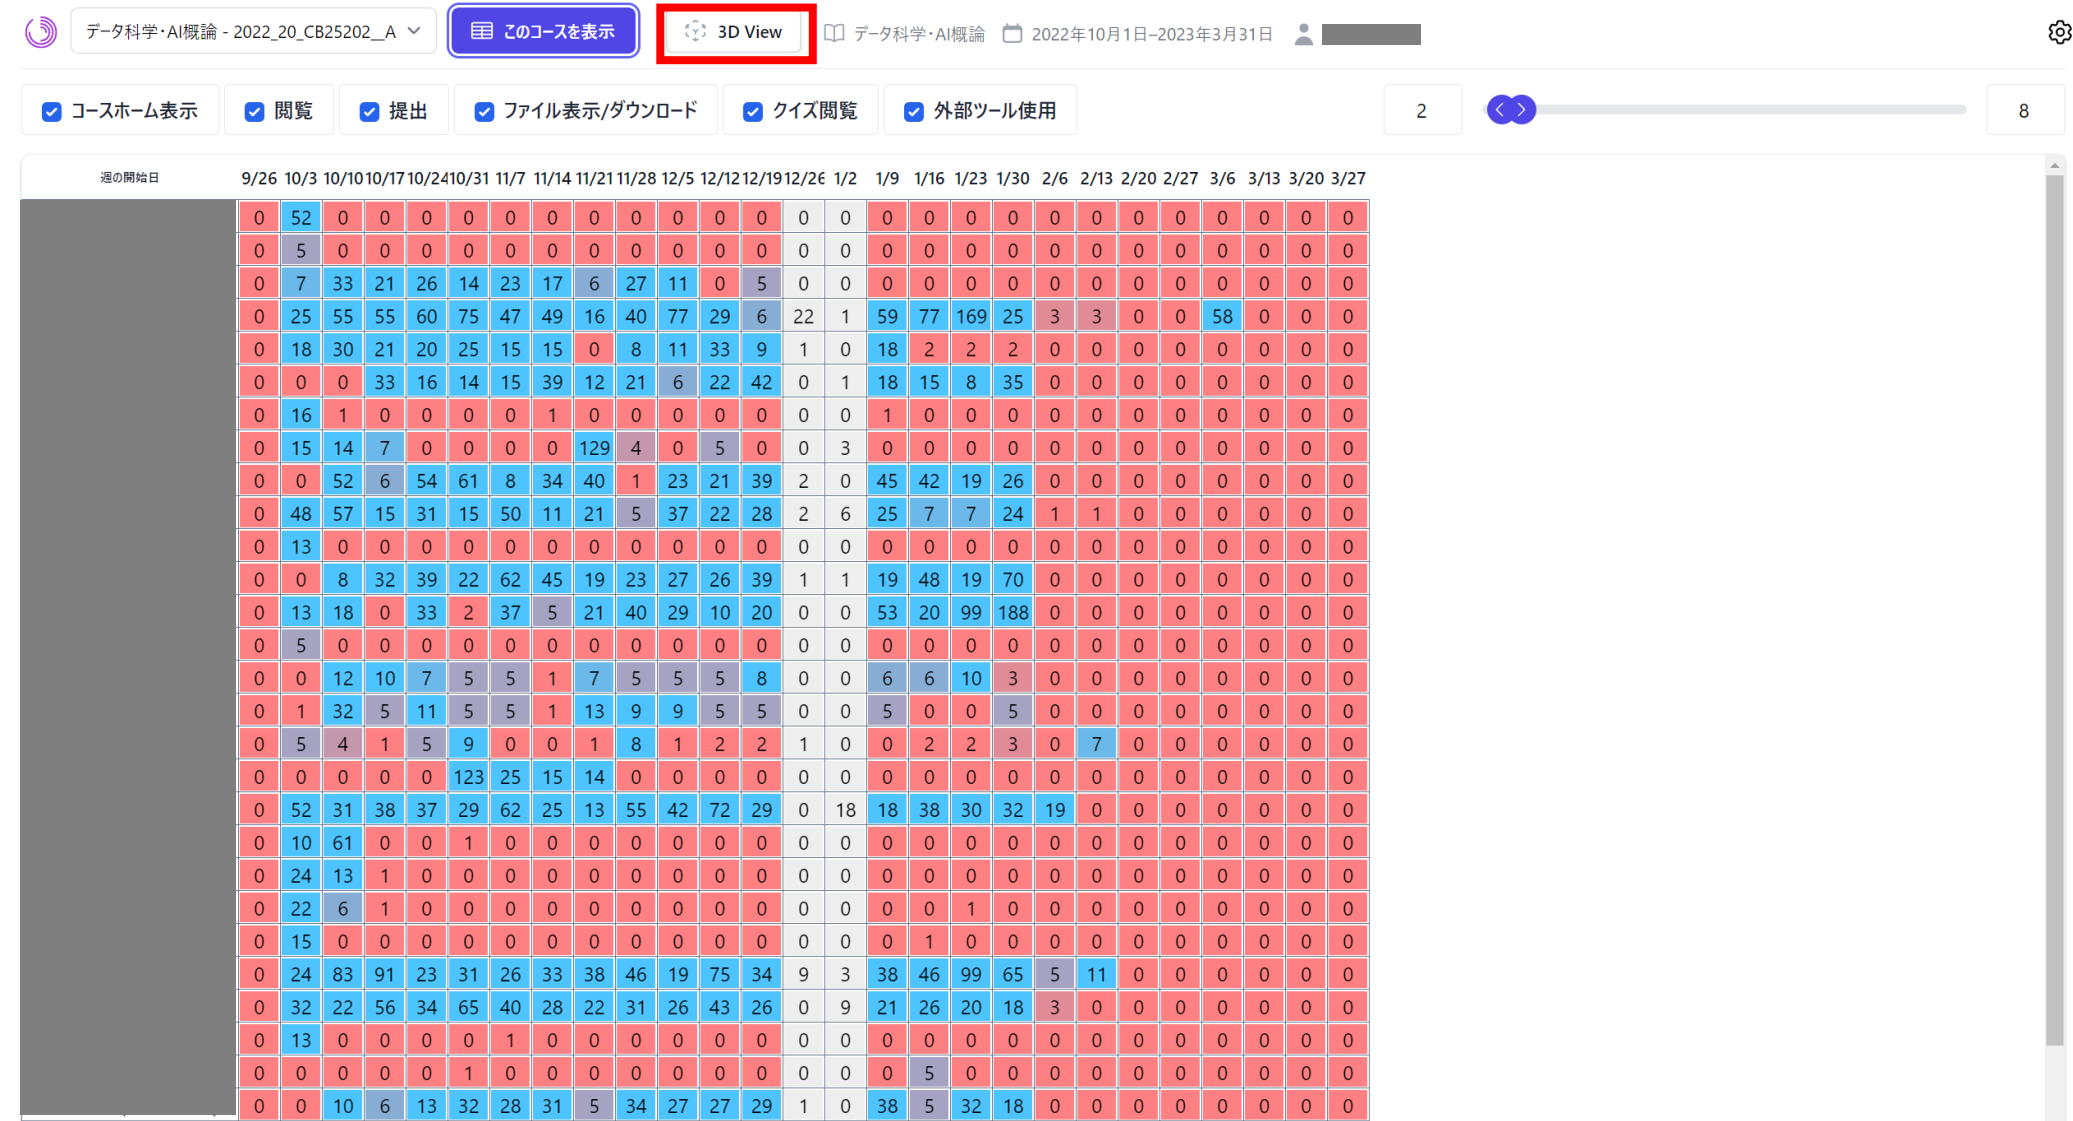 データ科学・AI概論 - 2022_20_CB25202__A このコースを表示 3D View データ科学・AI概論 2022年10月1日–2023年3月31日
コースホーム表示 閲覧 提出 ファイル表示/ダウンロード クイズ閲覧 外部ツール使用 2 8
週の開始日 9/26 10/3 10/10 10/17 10/24 10/31 11/7 11/14 11/21 11/28 12/5 12/12 12/19 12/26 1/2 1/9 1/16 1/23 1/30 2/6 2/13 2/20 2/27 3/6 3/13 3/20 3/27
0 52 0 0 0 0 0 0 0 0 0 0 0 0 0 0 0 0 0 0 0 0 0 0 0 0 0
0 5 0 0 0 0 0 0 0 0 0 0 0 0 0 0 0 0 0 0 0 0 0 0 0 0 0
0 7 33 21 26 14 23 17 6 27 11 0 5 0 0 0 0 0 0 0 0 0 0 0 0 0 0
0 25 55 55 60 75 47 49 16 40 77 29 6 22 1 59 77 169 25 3 3 0 0 58 0 0 0
0 18 30 21 20 25 15 15 0 8 11 33 9 1 0 18 2 2 2 0 0 0 0 0 0 0 0
0 0 0 33 16 14 15 39 12 21 6 22 42 0 1 18 15 8 35 0 0 0 0 0 0 0 0
0 16 1 0 0 0 0 1 0 0 0 0 0 0 0 1 0 0 0 0 0 0 0 0 0 0 0
0 15 14 7 0 0 0 0 129 4 0 5 0 0 3 0 0 0 0 0 0 0 0 0 0 0 0
0 0 52 6 54 61 8 34 40 1 23 21 39 2 0 45 42 19 26 0 0 0 0 0 0 0 0
0 48 57 15 31 15 50 11 21 5 37 22 28 2 6 25 7 7 24 1 1 0 0 0 0 0 0
0 13 0 0 0 0 0 0 0 0 0 0 0 0 0 0 0 0 0 0 0 0 0 0 0 0 0
0 0 8 32 39 22 62 45 19 23 27 26 39 1 1 19 48 19 70 0 0 0 0 0 0 0 0
0 13 18 0 33 2 37 5 21 40 29 10 20 0 0 53 20 99 188 0 0 0 0 0 0 0 0
0 5 0 0 0 0 0 0 0 0 0 0 0 0 0 0 0 0 0 0 0 0 0 0 0 0 0
0 0 12 10 7 5 5 1 7 5 5 5 8 0 0 6 6 10 3 0 0 0 0 0 0 0 0
0 1 32 5 11 5 5 1 13 9 9 5 5 0 0 5 0 0 5 0 0 0 0 0 0 0 0
0 5 4 1 5 9 0 0 1 8 1 2 2 1 0 0 2 2 3 0 7 0 0 0 0 0 0
0 0 0 0 0 123 25 15 14 0 0 0 0 0 0 0 0 0 0 0 0 0 0 0 0 0 0
0 52 31 38 37 29 62 25 13 55 42 72 29 0 18 18 38 30 32 19 0 0 0 0 0 0 0
0 10 61 0 0 1 0 0 0 0 0 0 0 0 0 0 0 0 0 0 0 0 0 0 0 0 0
0 24 13 1 0 0 0 0 0 0 0 0 0 0 0 0 0 0 0 0 0 0 0 0 0 0 0
0 22 6 1 0 0 0 0 0 0 0 0 0 0 0 0 0 1 0 0 0 0 0 0 0 0 0
0 15 0 0 0 0 0 0 0 0 0 0 0 0 0 0 1 0 0 0 0 0 0 0 0 0 0
0 24 83 91 23 31 26 33 38 46 19 75 34 9 3 38 46 99 65 5 11 0 0 0 0 0 0
0 32 22 56 34 65 40 28 22 31 26 43 26 0 9 21 26 20 18 3 0 0 0 0 0 0 0
0 13 0 0 0 0 1 0 0 0 0 0 0 0 0 0 0 0 0 0 0 0 0 0 0 0 0
0 0 0 0 0 1 0 0 0 0 0 0 0 0 0 0 5 0 0 0 0 0 0 0 0 0 0
0 0 10 6 13 32 28 31 5 34 27 27 29 1 0 38 5 32 18 0 0 0 0 0 0 0 0